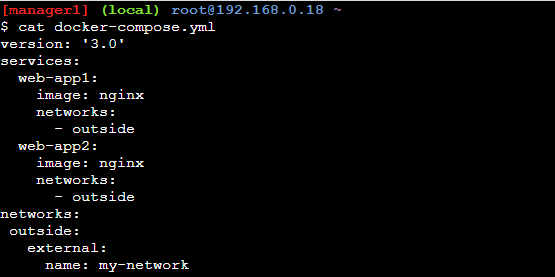 [manager1] (local) root@192.168.0.18 ~
$ cat docker-compose.yml
version: '3.0'
services:
  web-app1:
    image: nginx
    networks:
      - outside
  web-app2:
    image: nginx
    networks:
      - outside
networks:
 outside:
   external:
     name: my-network